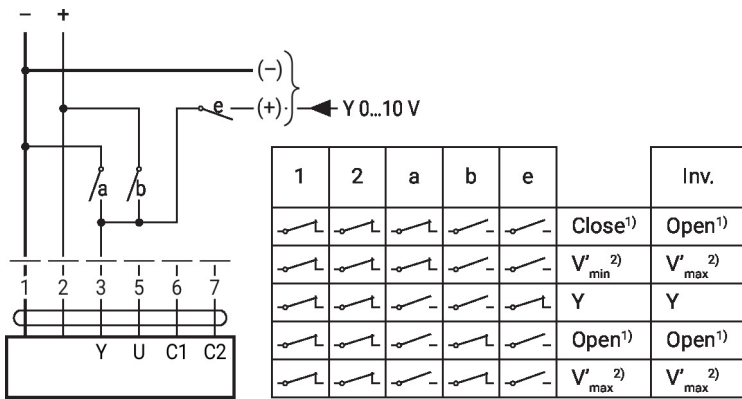 − +
(−)
e (+) Y 0...10 V
a b
1 2 a b e Inv.
Close¹⁾ Open¹⁾
V'min²⁾ V'max²⁾
Y Y
Open¹⁾ Open¹⁾
V'max²⁾ V'max²⁾
1 2 3 5 6 7
Y U C1 C2